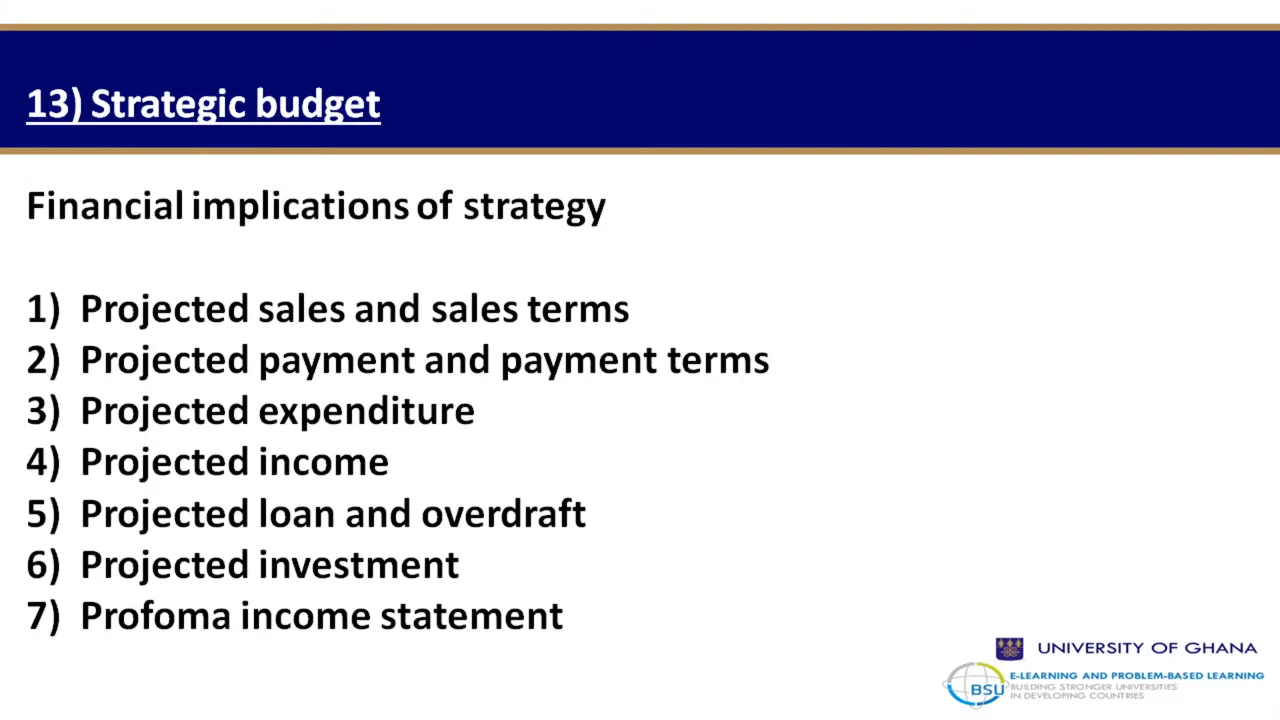 13) Strategic budget
Financial implications of strategy
1) Projected sales and sales terms
2) Projected payment and payment terms
3) Projected expenditure
4) Projected income
5) Projected loan and overdraft
6) Projected investment
7) Profoma income statement
UNIVERSITY OF GHANA
BSU
E-LEARNING AND PROBLEM-BASED LEARNING
BUILDING STRONGER UNIVERSITIES
IN DEVELOPING COUNTRIES